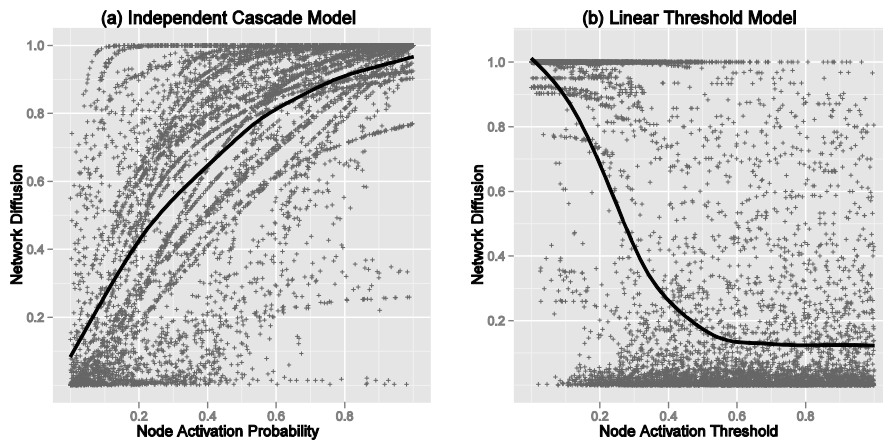 (a) Independent Cascade Model
1.0
0.8
0.6
0.4
0.2
Network Diffusion
0.2 0.4 0.6 0.8
Node Activation Probability
(b) Linear Threshold Model
1.0
0.8
0.6
0.4
0.2
Network Diffusion
0.2 0.4 0.6 0.8
Node Activation Threshold